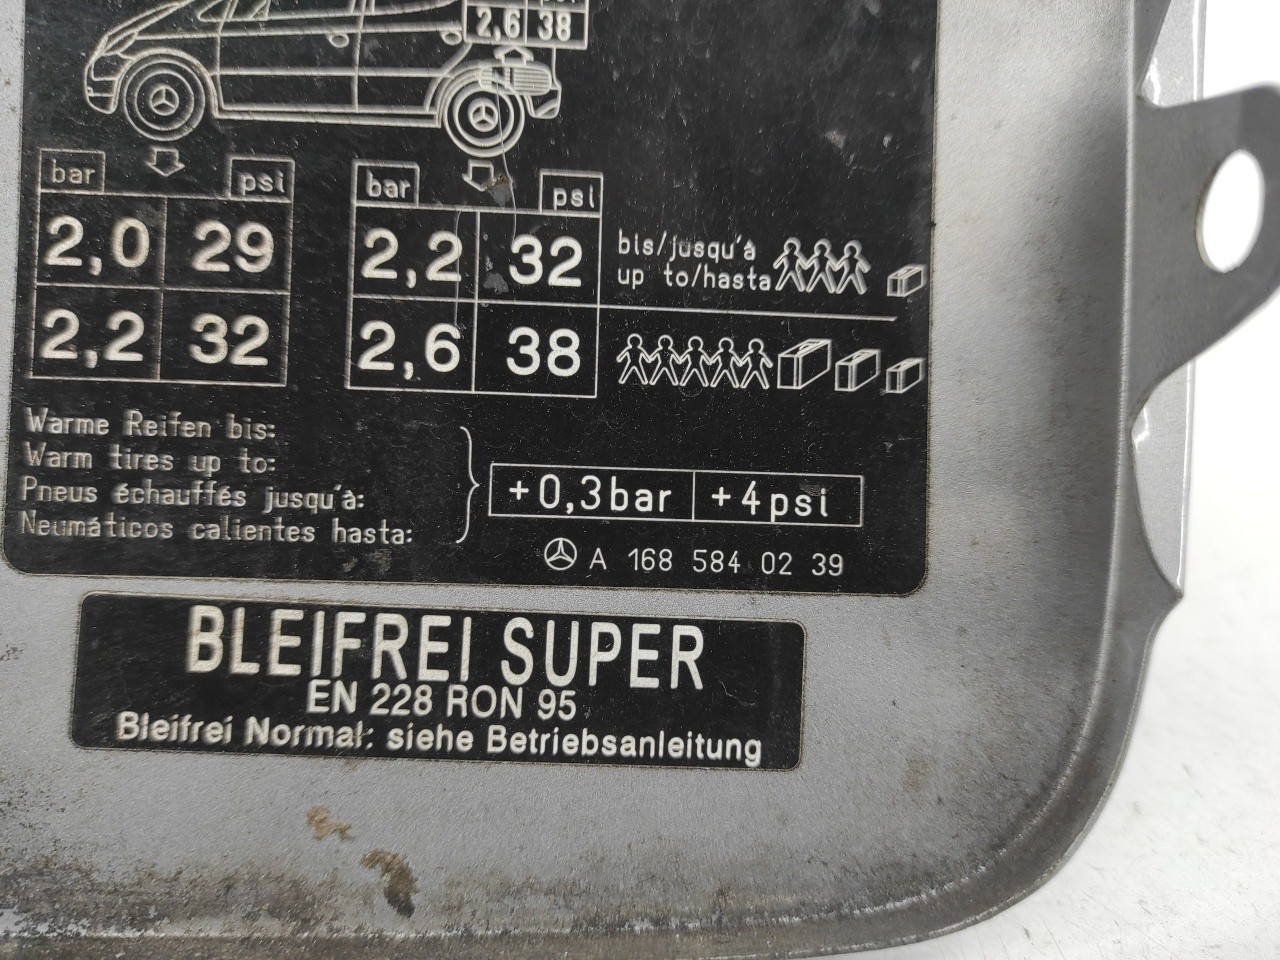 2,6 38
bar psi bar psi
2,0 29 2,2 32 bis/jusqu'à
up to/hasta
2,2 32 2,6 38
Warme Reifen bis:
Warm tires up to:
Pneus échauffés jusqu'à:
Neumáticos calientes hasta:
+0,3bar +4psi
A 168 584 02 39
BLEIFREI SUPER
EN 228 RON 95
Bleifrei Normal: siehe Betriebsanleitung